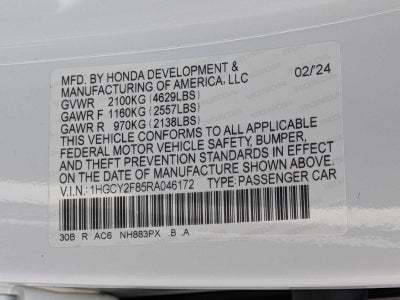 MFD. BY HONDA DEVELOPMENT &
MANUFACTURING OF AMERICA, LLC
GVWR 2100KG (4629LBS) 02/24
GAWR F 1160KG (2557LBS)
GAWR R 970KG (2138LBS)
THIS VEHICLE CONFORMS TO ALL APPLICABLE
FEDERAL MOTOR VEHICLE SAFETY, BUMPER,
AND THEFT PREVENTION STANDARDS IN EFFECT
ON THE DATE OF MANUFACTURE SHOWN ABOVE.
V.I.N.: 1HGCY2F85RA046172 TYPE: PASSENGER CAR
30B R AC6 NH883PX .B .A